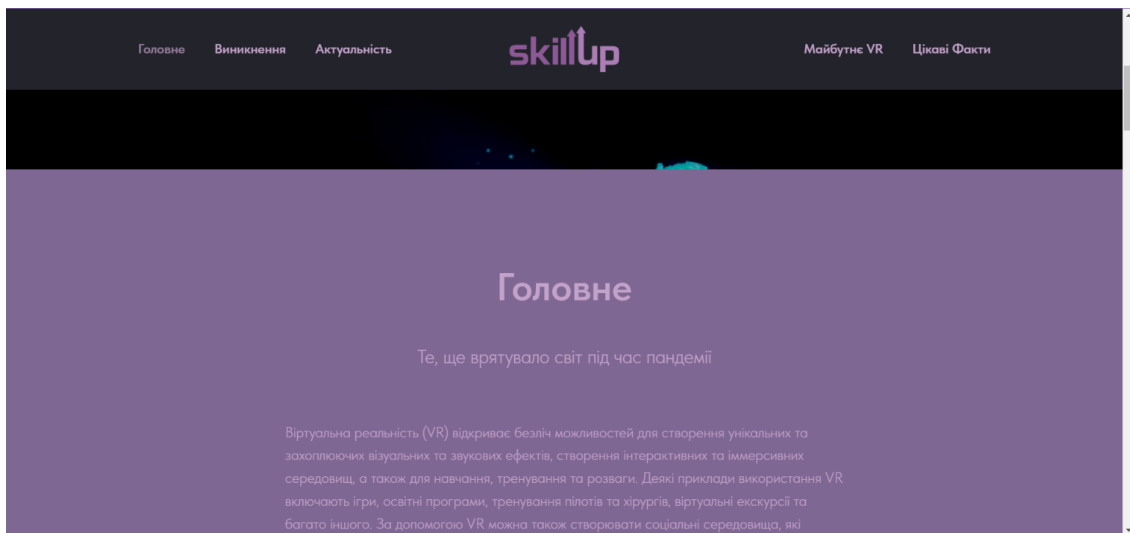 Головне
Виникнення
Актуальність
skillup
Майбутнє VR
Цікаві Факти
Головне
Те, ще врятувало світ під час пандемії
Віртуальна реальність (VR) відкриває безліч можливостей для створення унікальних та
захоплюючих візуальних та звукових ефектів, створення інтерактивних та іммерсивних
середовищ, а також для навчання, тренування та розваги. Деякі приклади використання VR
включають ігри, освітні програми, тренування пілотів та хірургів, віртуальні екскурсії та
багато іншого. За допомогою VR можна також створювати соціальні середовища, які